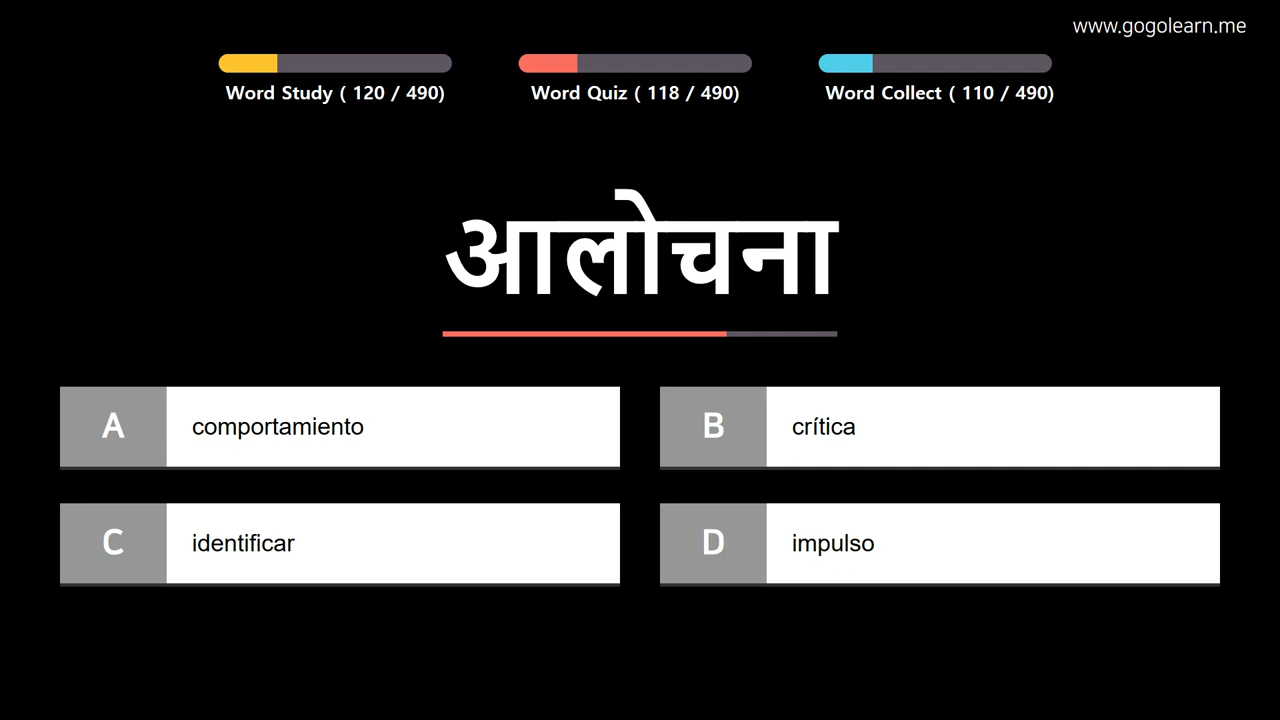 www.gogolearn.me
Word Study ( 120 / 490)
Word Quiz ( 118 / 490)
Word Collect ( 110 / 490)
आलोचना
A comportamiento
B crítica
C identificar
D impulso